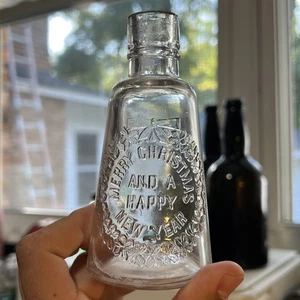 MERRY CHRISTMAS
AND A
HAPPY
NEW YEAR